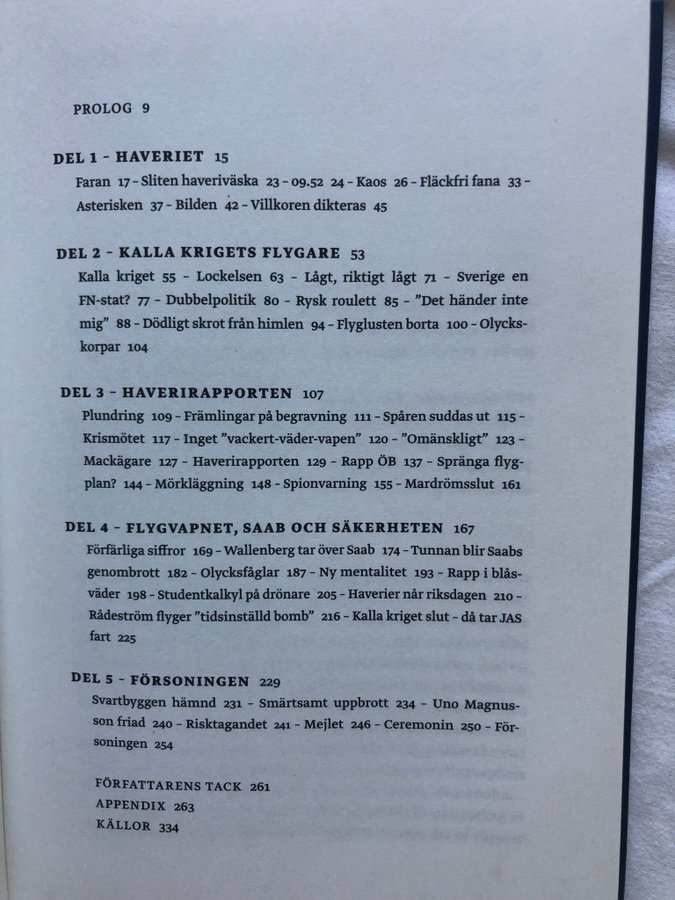 PROLOG 9
DEL 1 – HAVERIET 15
Faran 17 – Sliten haveriväska 23 – 09.52 24 – Kaos 26 – Fläckfri fana 33 –
Asterisken 37 – Bilden 42 – Villkoren dikteras 45
DEL 2 – KALLA KRIGETS FLYGARE 53
Kalla kriget 55 – Lockelsen 63 – Lågt, riktigt lågt 71 – Sverige en
FN-stat? 77 – Dubbelpolitik 80 – Rysk roulett 85 – ”Det händer inte
mig” 88 – Dödligt skrot från himlen 94 – Flyglusten borta 100 – Olycks-
korpar 104
DEL 3 – HAVERIRAPPORTEN 107
Plundring 109 – Främlingar på begravning 111 – Spåren suddas ut 115 –
Krismötet 117 – Inget ”vackert-väder-vapen” 120 – ”Omänskligt” 123 –
Mackägare 127 – Haverirapporten 129 – Rapp ÖB 137 – Spränga flyg-
plan? 144 – Mörkläggning 148 – Spionvarning 155 – Mardrömsslut 161
DEL 4 – FLYGVAPNET, SAAB OCH SÄKERHETEN 167
Förfärliga siffror 169 – Wallenberg tar över Saab 174 – Tunnan blir Saabs
genombrott 182 – Olycksfåglar 187 – Ny mentalitet 193 – Rapp i blås-
väder 198 – Studentkalkyl på drönare 205 – Haverier når riksdagen 210 –
Rådeström flyger ”tidsinställd bomb” 216 – Kalla kriget slut – då tar JAS
fart 225
DEL 5 – FÖRSONINGEN 229
Svartbyggen hämnd 231 – Smärtsamt uppbrott 234 – Uno Magnus-
son friad 240 – Risktagandet 241 – Mejlet 246 – Ceremonin 250 – För-
soningen 254
FÖRFATTARENS TACK 261
APPENDIX 263
KÄLLOR 334